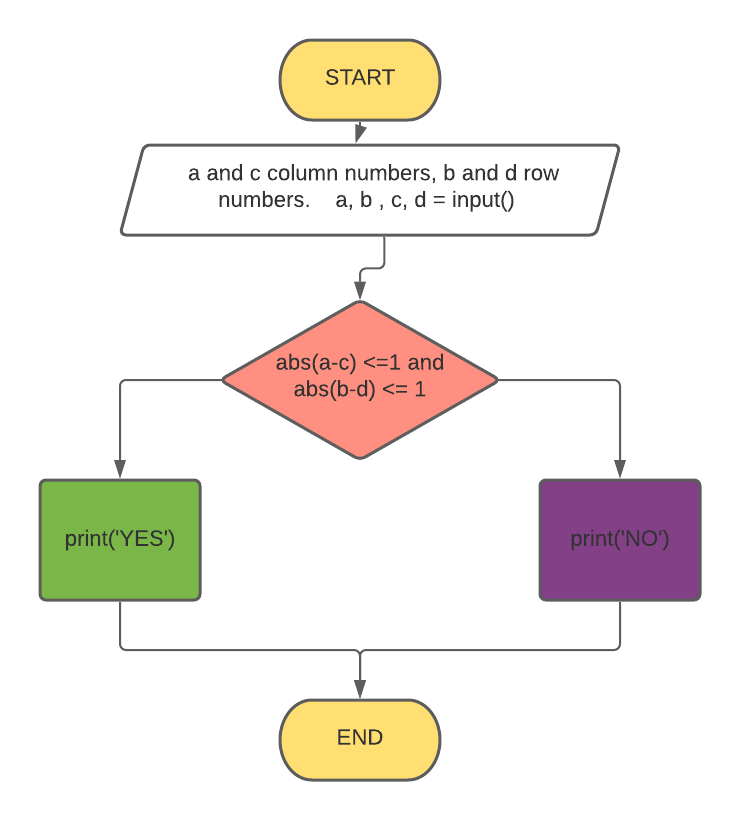 START
a and c column numbers, b and d row
numbers.    a, b , c, d = input()
abs(a-c) <=1 and
abs(b-d) <= 1
print('YES')
print('NO')
END